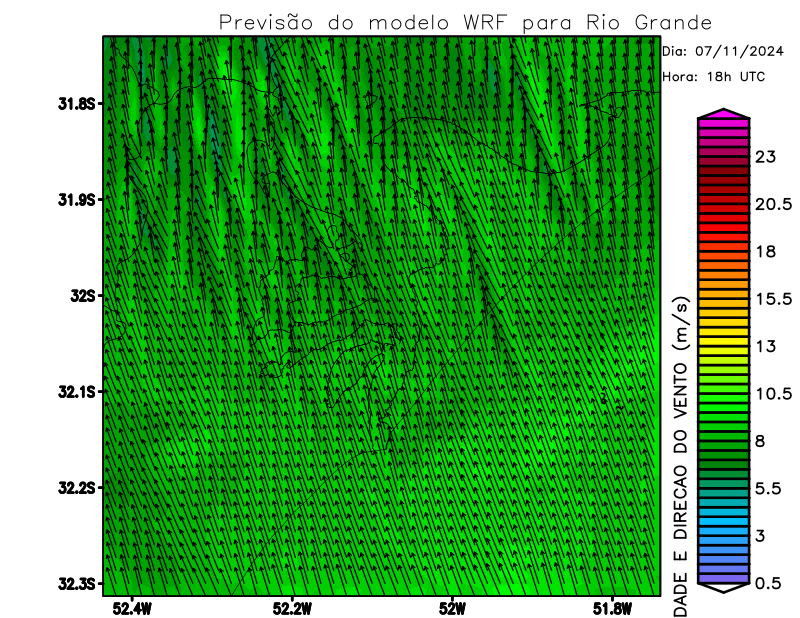 Previsão do modelo WRF para Rio Grande
Dia: 07/11/2024
Hora: 18h UTC
31.8S
31.9S
32S
32.1S
32.2S
32.3S
52.4W
52.2W
52W
51.8W
DADE E DIRECAO DO VENTO (m/s)
23
20.5
18
15.5
13
10.5
8
5.5
3
0.5